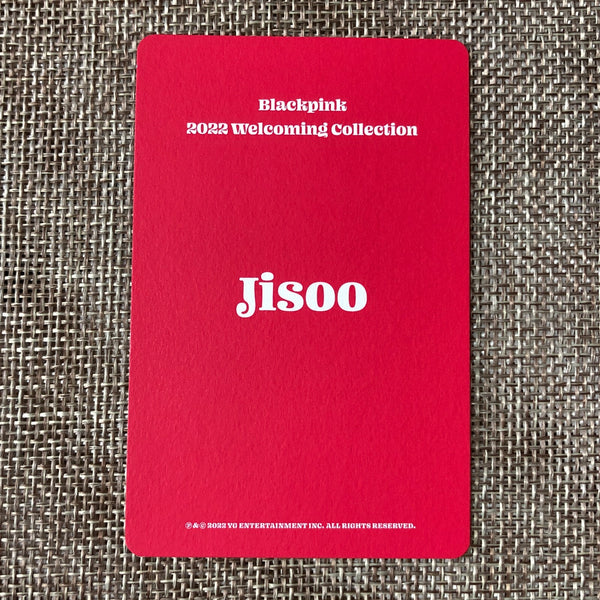 Blackpink
2022 Welcoming Collection
Jisoo
℗ & © 2022 YG ENTERTAINMENT INC. ALL RIGHTS RESERVED.